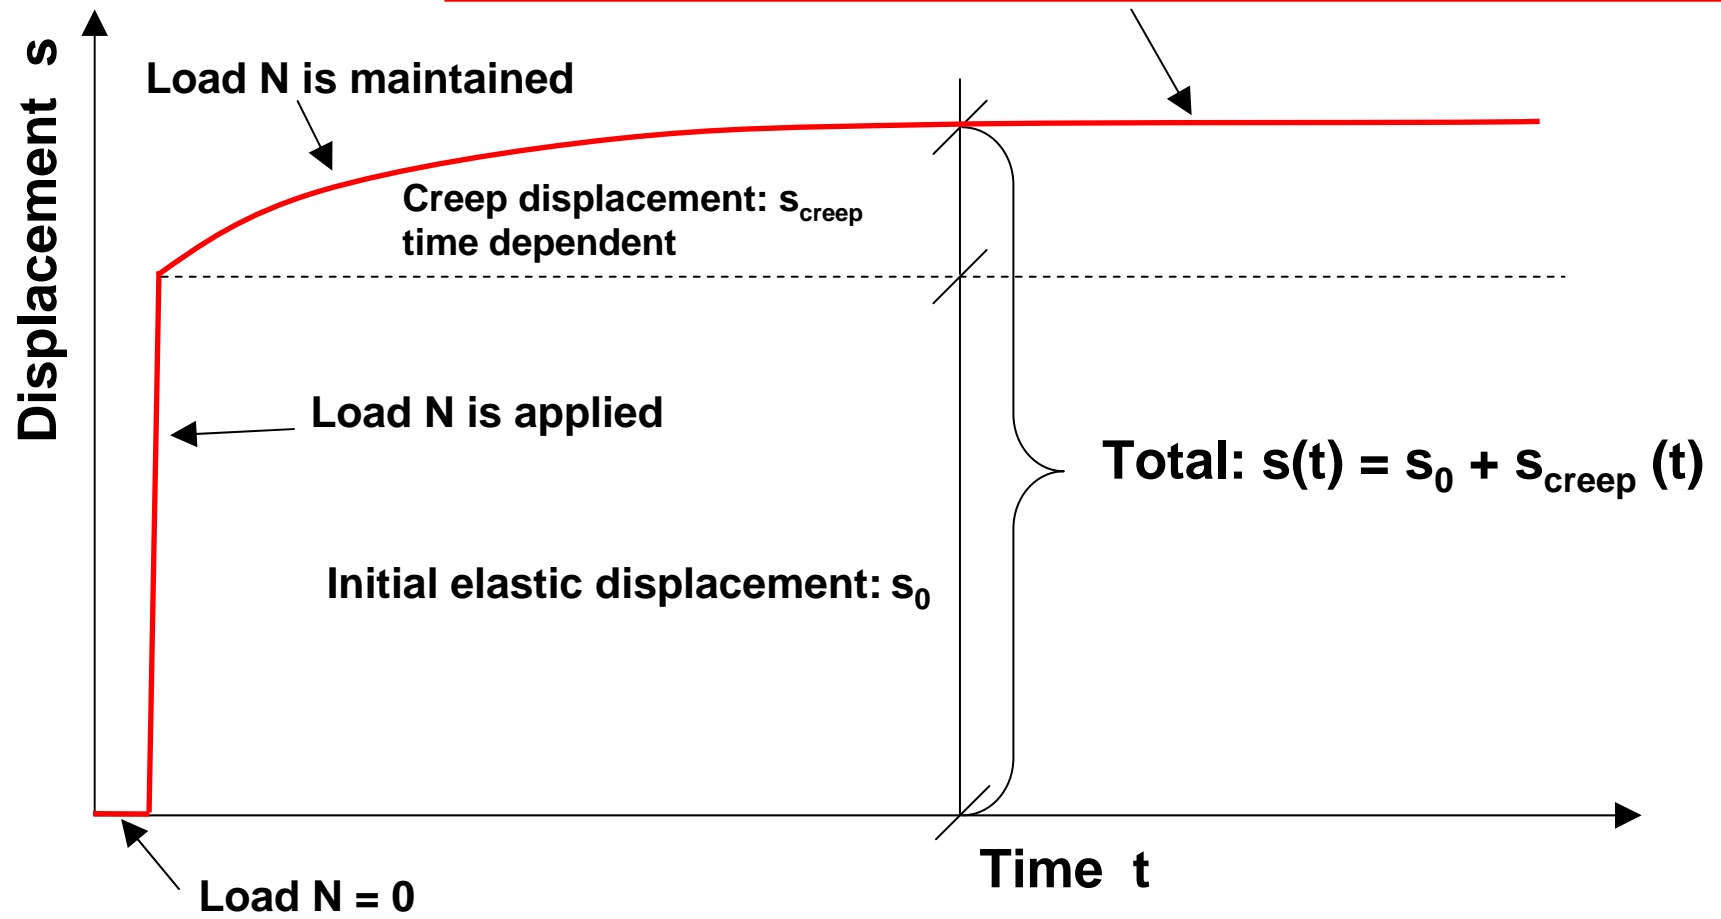 Displacement s
Load N is maintained
Creep displacement: s_creep
time dependent
Load N is applied
Total: s(t) = s_0 + s_creep (t)
Initial elastic displacement: s_0
Time t
Load N = 0